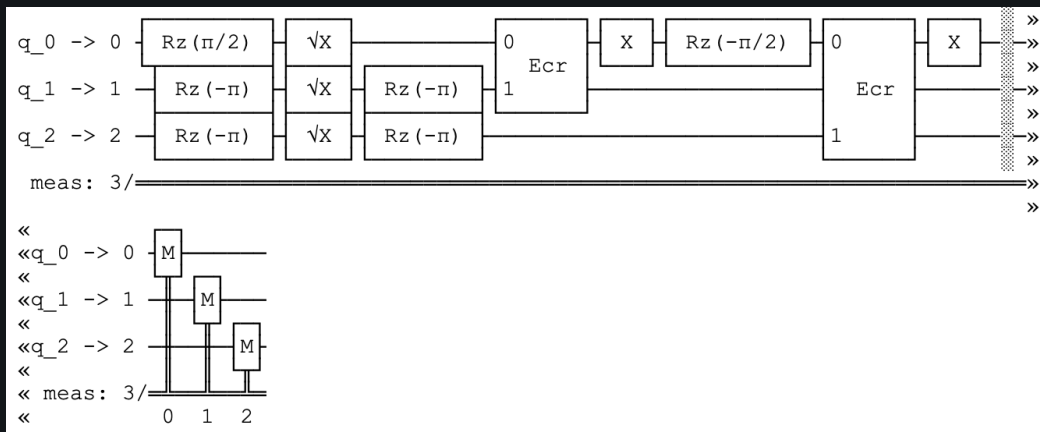 »
q_0 -> 0 Rz(π/2) √X 0 X Rz(-π/2) 0 X »
Ecr »
q_1 -> 1 Rz(-π) √X Rz(-π) 1 Ecr »
»
q_2 -> 2 Rz(-π) √X Rz(-π) 1 »
»
meas: 3/ »
»
«
«q_0 -> 0 M
«
«q_1 -> 1 M
«
«q_2 -> 2 M
«
« meas: 3/
« 0 1 2